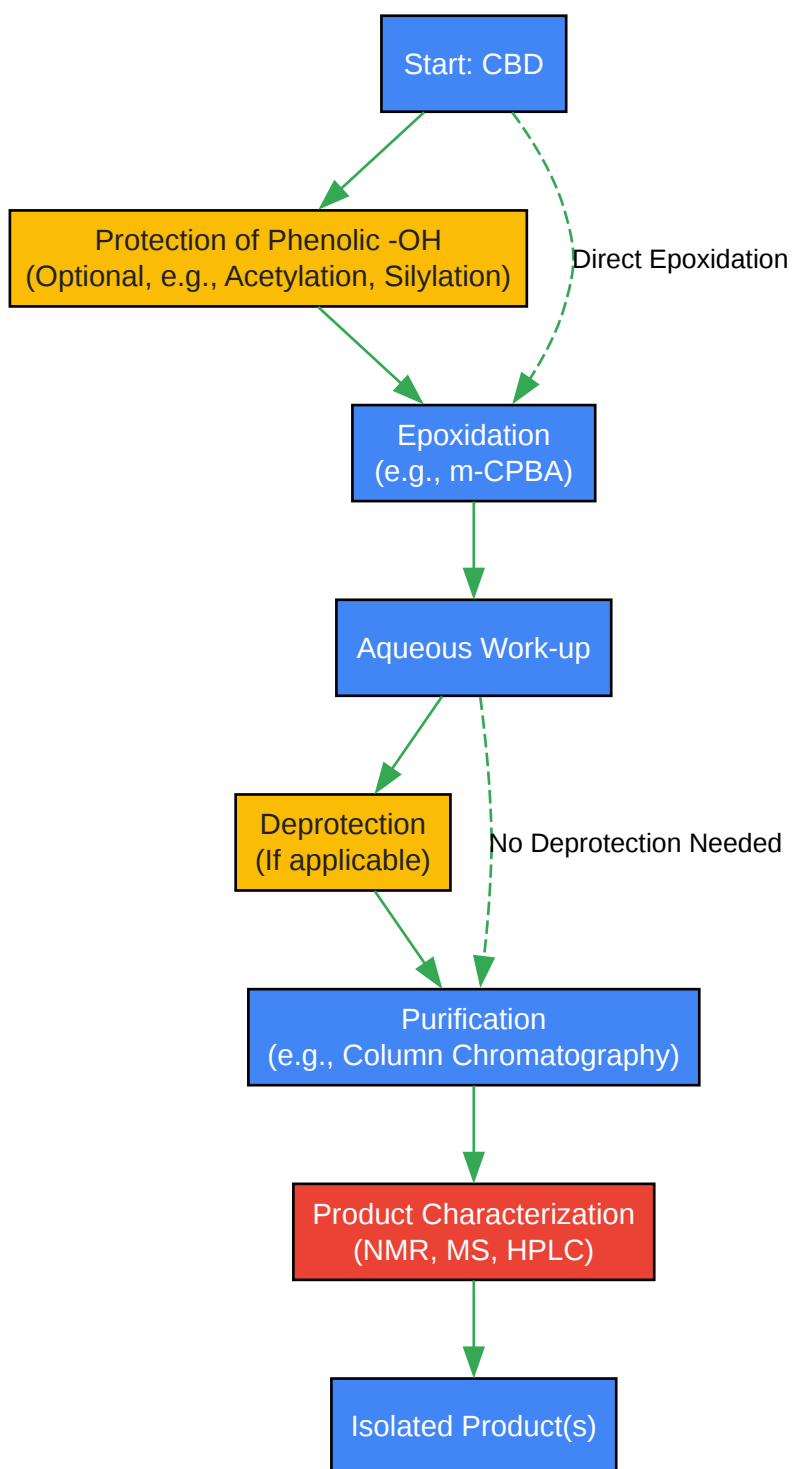 Start: CBD
Protection of Phenolic -OH
(Optional, e.g., Acetylation, Silylation)
Direct Epoxidation
Epoxidation
(e.g., m-CPBA)
Aqueous Work-up
Deprotection
(If applicable)
No Deprotection Needed
Purification
(e.g., Column Chromatography)
Product Characterization
(NMR, MS, HPLC)
Isolated Product(s)